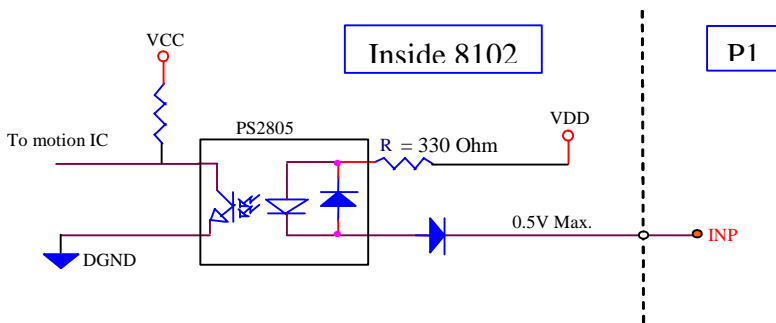 VCC
Inside 8102
P1
VDD
PS2805
To motion IC
R = 330 Ohm
0.5V Max.
INP
DGND